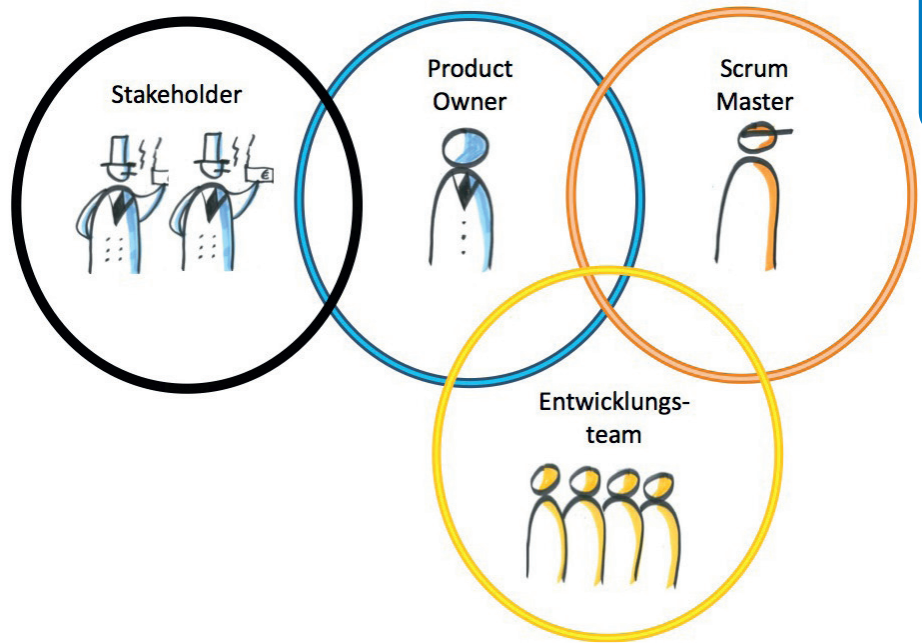 Stakeholder
Product
Owner
Scrum
Master
€
Entwicklungs-
team